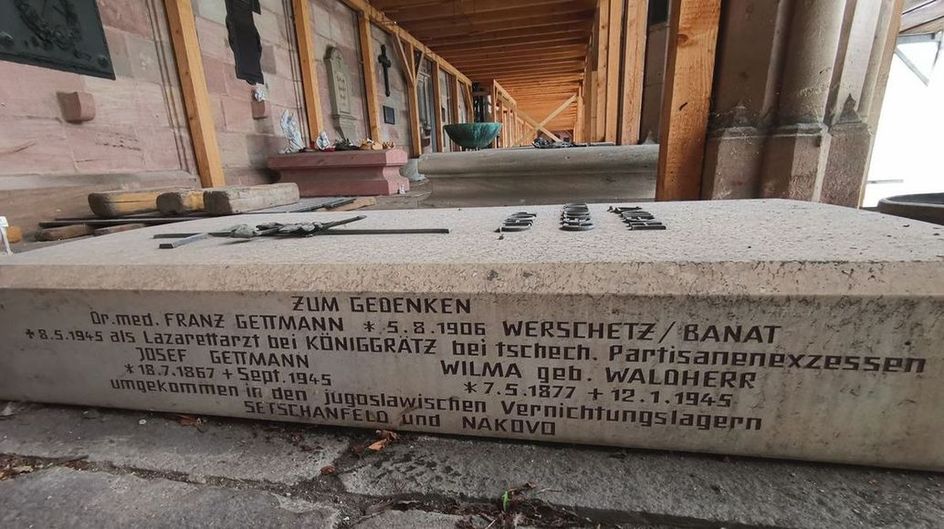 ZUM GEDENKEN
Dr. med. FRANZ GETTMANN * 5.8.1906 WERSCHETZ/BANAT
+ 8.5.1945 als Lazarettarzt bei KÖNIGGRÄTZ bei tschech. Partisanenexzessen
JOSEF GETTMANN WILMA geb. WALDHERR
* 18.7.1867 + Sept. 1945 * 7.5.1877 + 12.1.1945
umgekommen in den jugoslawischen Vernichtungslagern
SETSCHANFELD und NAKOVO